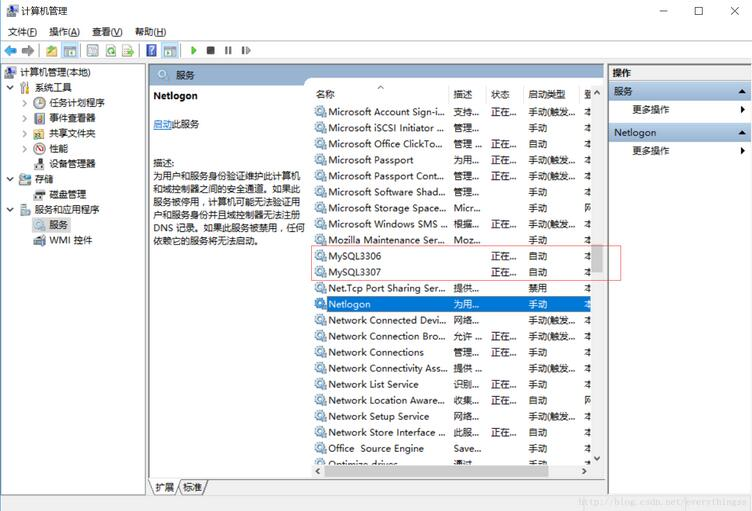 计算机管理
文件(F) 操作(A) 查看(V) 帮助(H)
计算机管理(本地)
系统工具
任务计划程序
事件查看器
共享文件夹
性能
设备管理器
存储
磁盘管理
服务和应用程序
服务
WMI 控件
服务
Netlogon
启动此服务
描述:
为用户和服务身份验证维护此计算机
和域控制器之间的安全通道。如果此
服务被停用，计算机可能无法验证用
户和服务身份并且域控制器无法注册
DNS 记录。如果此服务被禁用，任何
依赖它的服务将无法启动。
名称 描述 状态 启动类型 登
Microsoft Account Sign-i... 支持... 正在... 手动(触发... 本
Microsoft iSCSI Initiator ... 管理... 手动 本
Microsoft Office ClickTo... 管理 ... 正在... 自动 本
Microsoft Passport 为用... 正在... 手动(触发... 本
Microsoft Passport Cont... 管理... 正在... 手动(触发... 本
Microsoft Software Shad... 管理... 手动 本
Microsoft Storage Space... Micr... 手动 网
Microsoft Windows SMS ... 根据... 正在... 手动(触发... 本
Mozilla Maintenance Ser... Moz... 手动 本
MySQL3306 正在... 自动 本
MySQL3307 正在... 自动 本
Net.Tcp Port Sharing Ser... 提供... 禁用 本
Netlogon 为用... 手动 本
Network Connected Devi... 网络... 手动(触发... 本
Network Connection Bro... 允许 ... 正在... 手动(触发... 本
Network Connections 管理... 正在... 手动 本
Network Connectivity Ass... 提供 ... 手动(触发... 本
Network List Service 识别... 正在... 手动 本
Network Location Aware... 收集... 正在... 自动 网
Network Setup Service 网络... 手动(触发... 本
Network Store Interface ... 此服... 正在... 自动 本
Office  Source Engine Save... 手动 本
Optimize drives 通过... 手动 本
扩展 标准
操作
服务
更多操作
Netlogon
更多操作